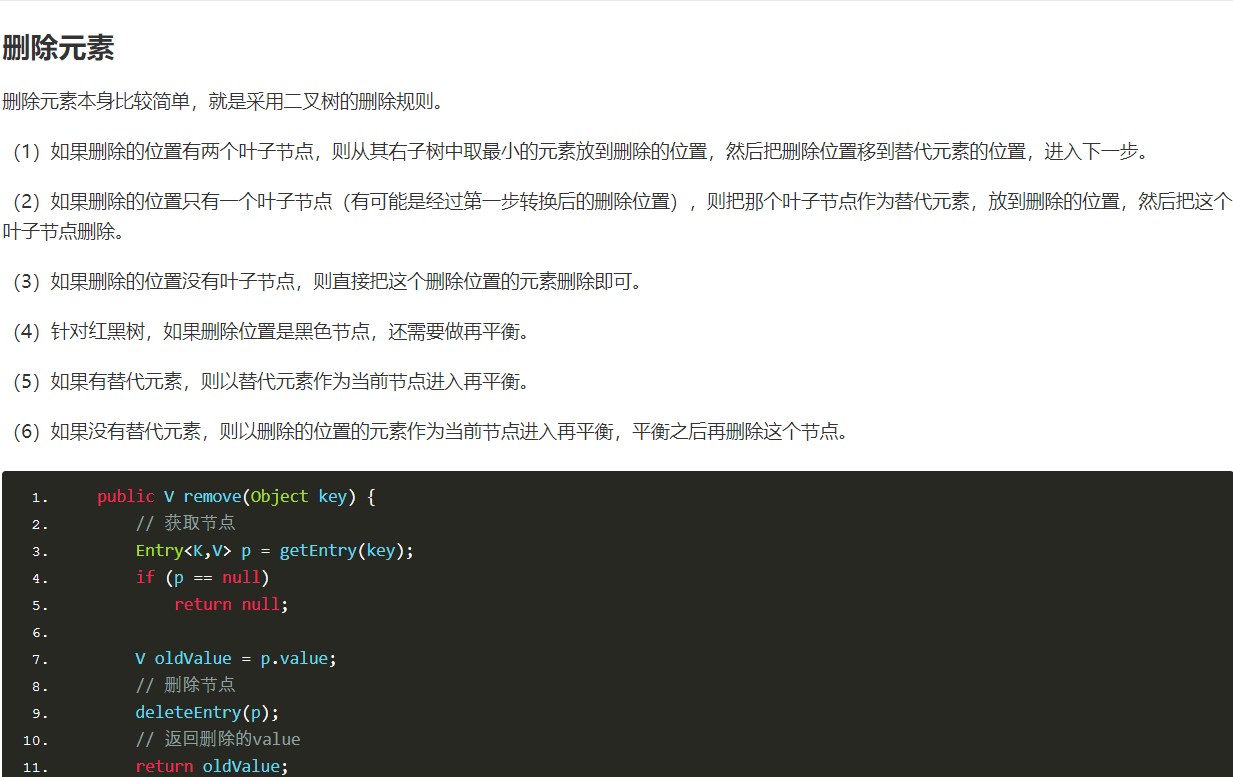 删除元素
删除元素本身比较简单，就是采用二叉树的删除规则。
（1）如果删除的位置有两个叶子节点，则从其右子树中取最小的元素放到删除的位置，然后把删除位置移到替代元素的位置，进入下一步。
（2）如果删除的位置只有一个叶子节点（有可能是经过第一步转换后的删除位置），则把那个叶子节点作为替代元素，放到删除的位置，然后把这个
叶子节点删除。
（3）如果删除的位置没有叶子节点，则直接把这个删除位置的元素删除即可。
（4）针对红黑树，如果删除位置是黑色节点，还需要做再平衡。
（5）如果有替代元素，则以替代元素作为当前节点进入再平衡。
（6）如果没有替代元素，则以删除的位置的元素作为当前节点进入再平衡，平衡之后再删除这个节点。
1. public V remove(Object key) {
2. // 获取节点
3. Entry<K,V> p = getEntry(key);
4. if (p == null)
5. return null;
6.
7. V oldValue = p.value;
8. // 删除节点
9. deleteEntry(p);
10. // 返回删除的value
11. return oldValue;